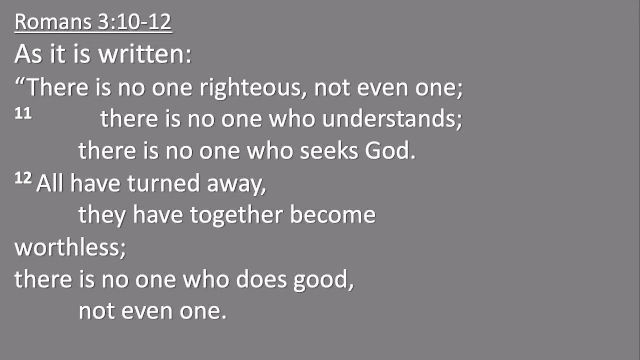 Romans 3:10-12
As it is written:
“There is no one righteous, not even one;
11 there is no one who understands;
there is no one who seeks God.
12 All have turned away,
they have together become
worthless;
there is no one who does good,
not even one.